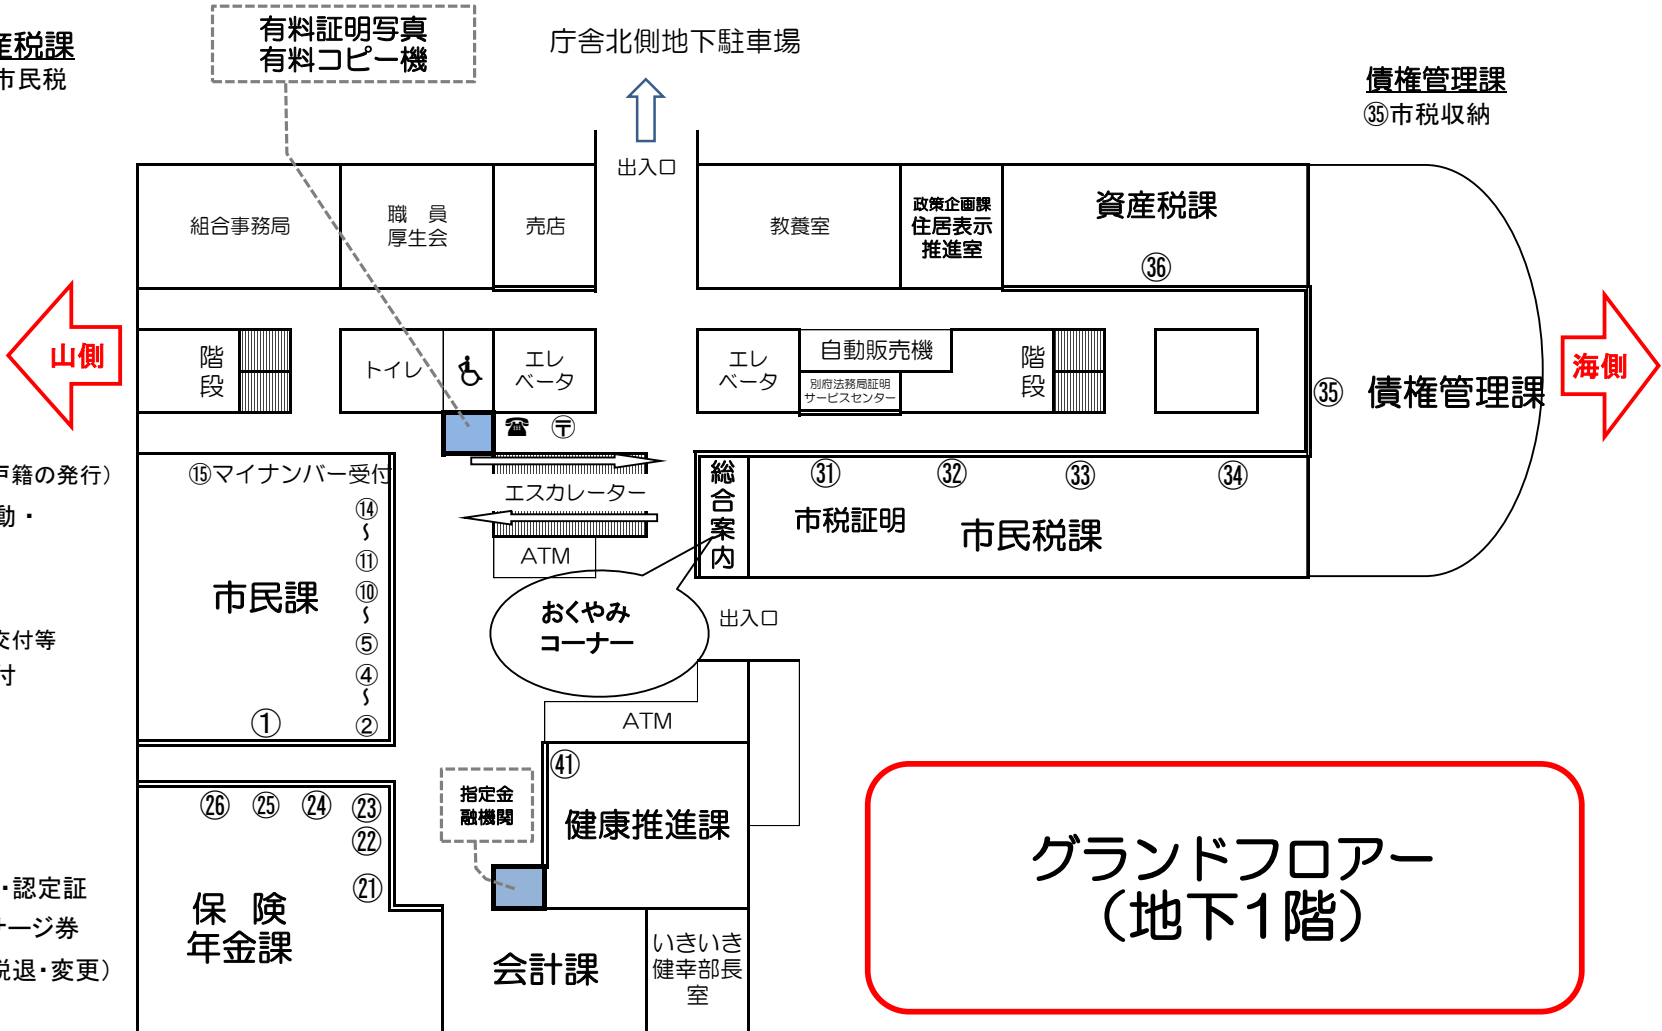 産税課
市民税
有料証明写真
有料コピー機
庁舎北側地下駐車場
債権管理課
㉟市税収納
出入口
組合事務局
職　員
厚生会
売店
教養室
政策企画課
住居表示
推進室
資産税課
㊱
山側
階
段
トイレ
エレ
ベータ
エレ
ベータ
自動販売機
別府法務局証明
サービスセンター
階
段
㉟
債権管理課
海側
☎ 〶
戸籍の発行）
動・
交付等
付
⑮マイナンバー受付
⑭
～
⑪
⑩
～
⑤
④
～
②
市民課
①
エスカレーター
ATM
総
合
案
内
㉛
㉜
㉝
㉞
市税証明
市民税課
おくやみ
コーナー
出入口
ATM
㊶
健康推進課
指定金
融機関
㉖
㉕
㉔
㉓
㉒
㉑
・認定証
サージ券
脱退・変更）
保　険
年金課
会計課
いきいき
健幸部長
室
グランドフロアー
（地下1階）